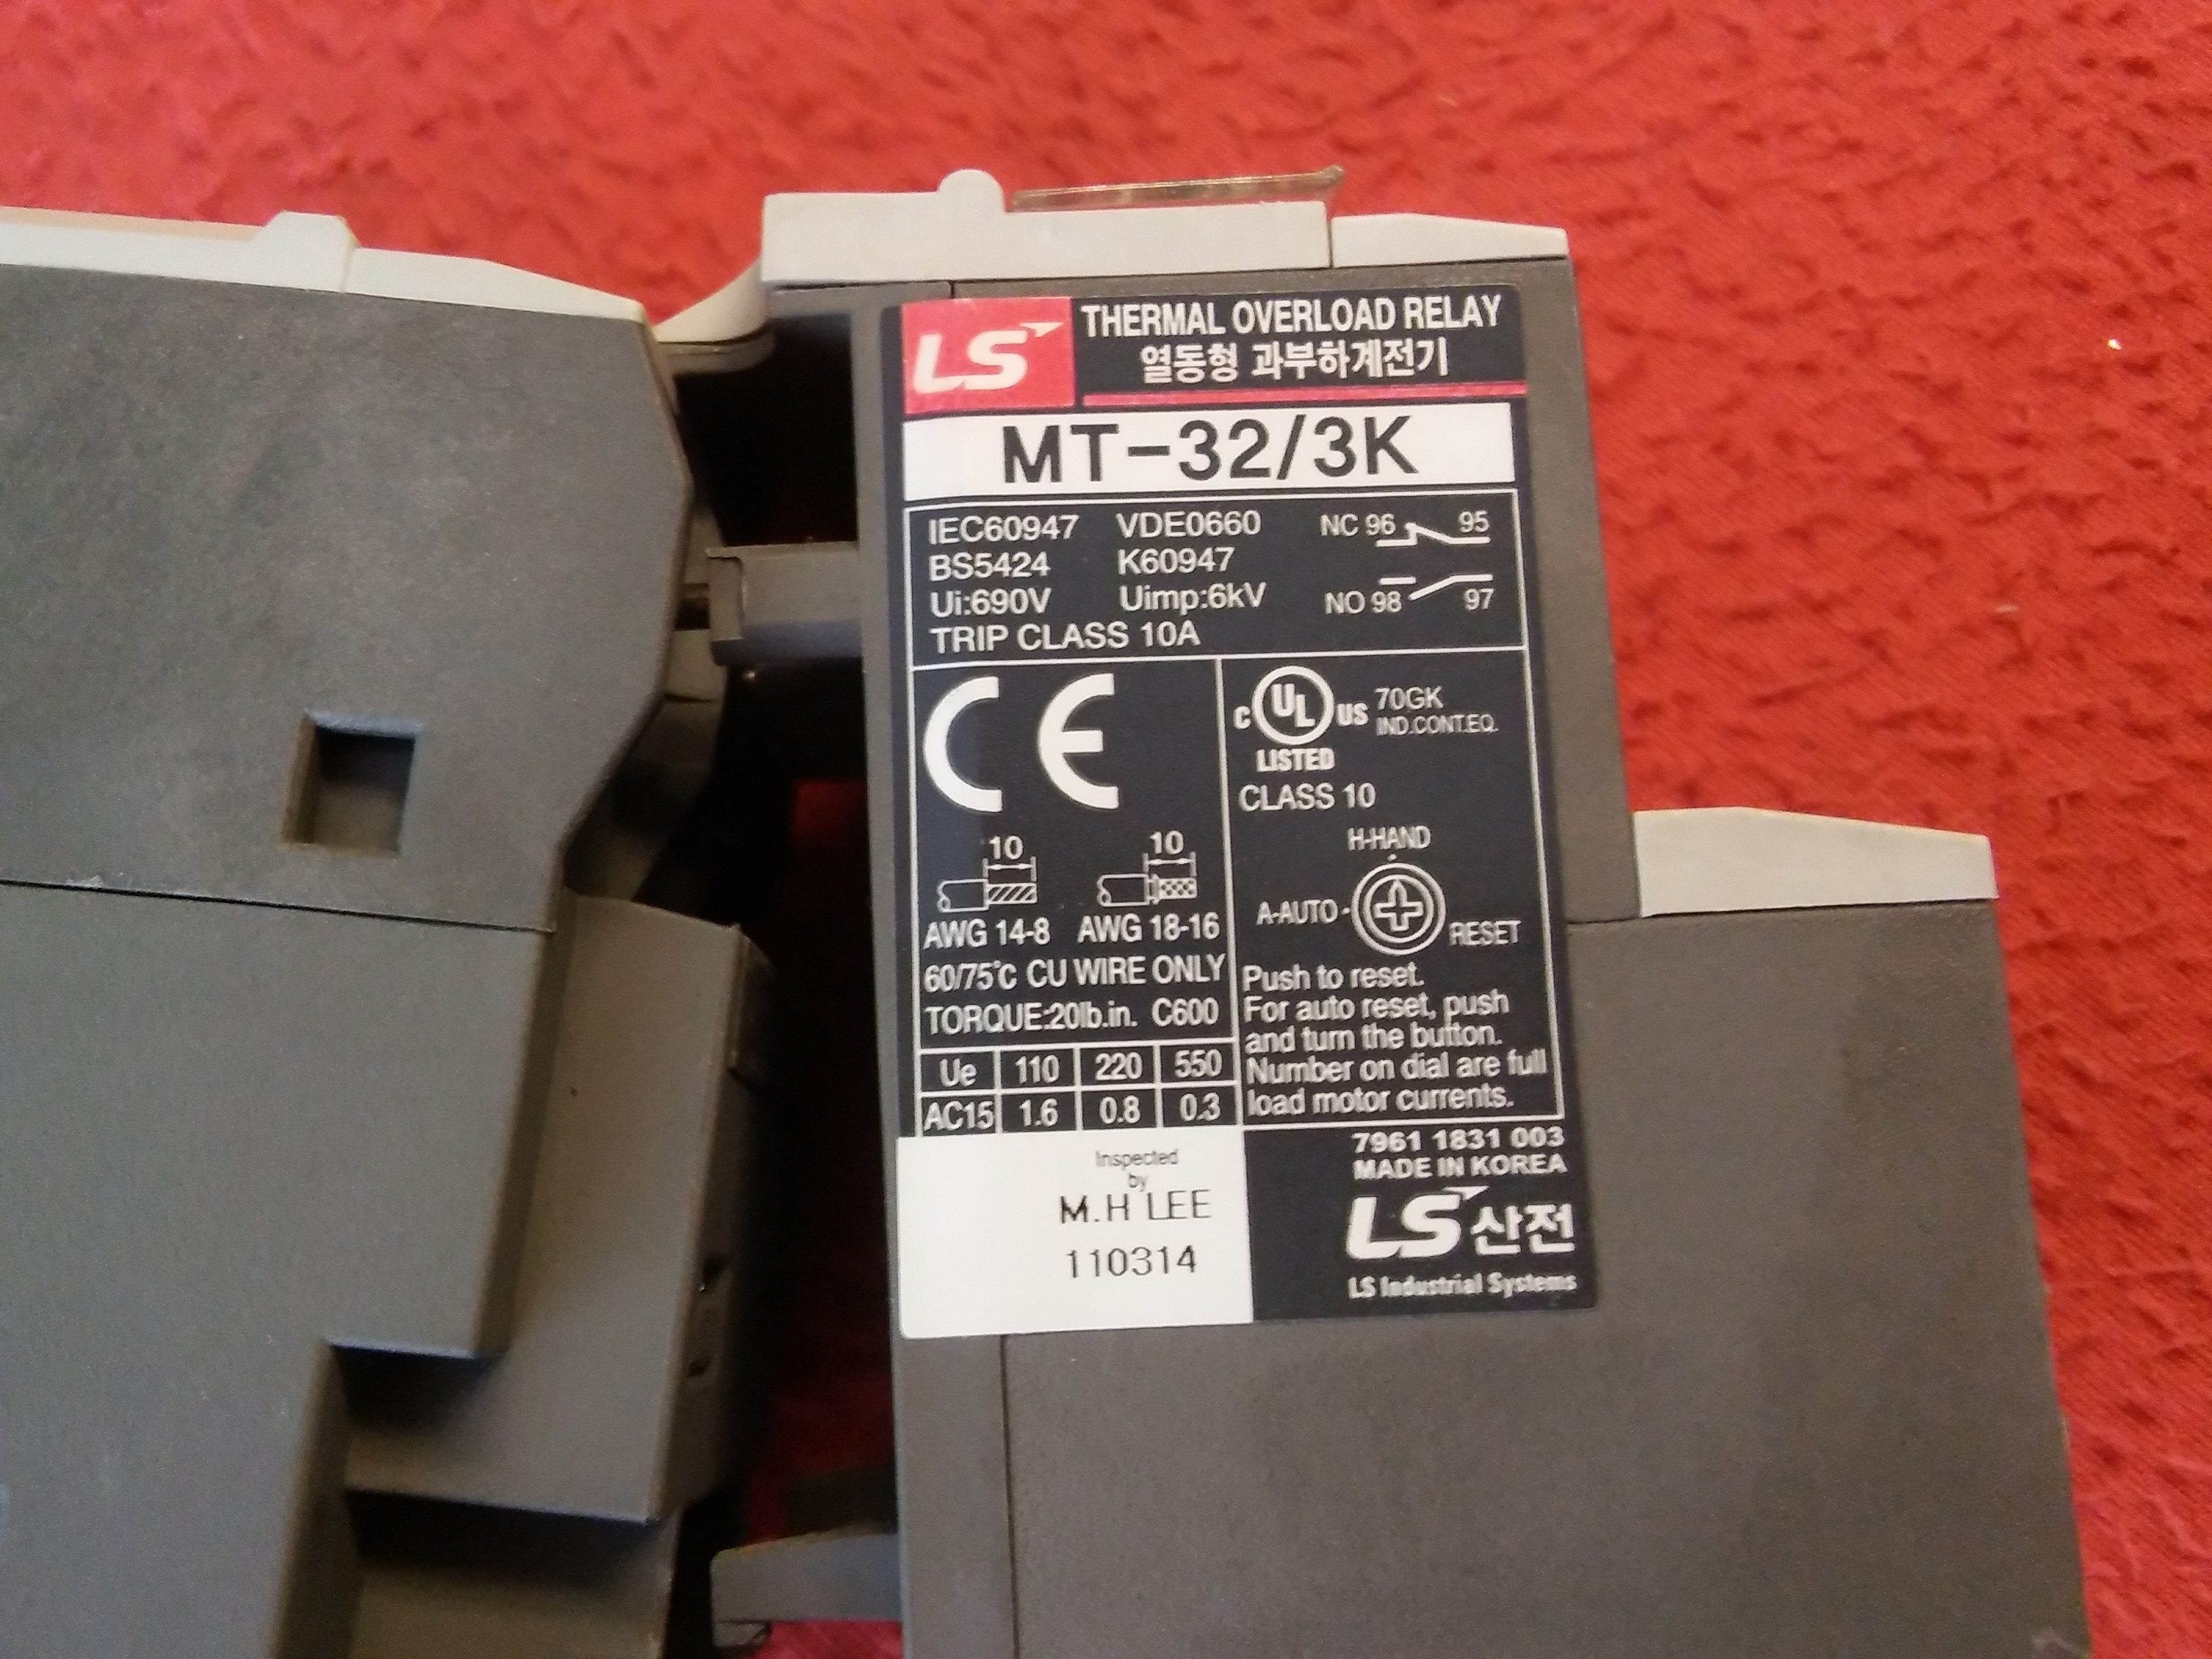 LS
THERMAL OVERLOAD RELAY
열동형 과부하계전기
MT-32/3K
IEC60947 VDE0660
BS5424 K60947
Ui:690V Uimp:6kV
TRIP CLASS 10A
NC 96 95
NO 98 97
CE
10 10
AWG 14-8 AWG 18-16
60/75°C CU WIRE ONLY
TORQUE:20lb.in. C600
Ue 110 220 550
AC15 1.6 0.8 0.3
C UL US 70GK
IND.CONT.EQ.
LISTED
CLASS 10
H-HAND
A-AUTO
RESET
Push to reset.
For auto reset, push
and turn the button.
Number on dial are full
load motor currents.
Inspected
by
M.H LEE
110314
7961 1831 003
MADE IN KOREA
LS산전
LS Industrial Systems